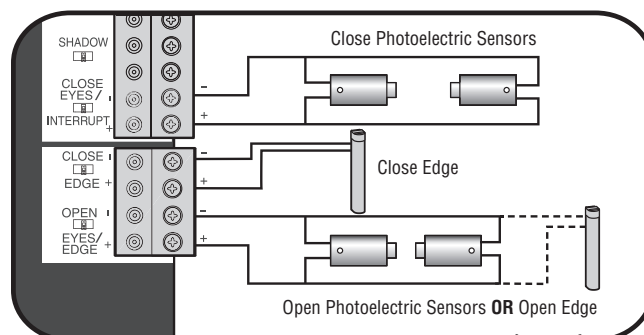 SHADOW
Close Photoelectric Sensors
CLOSE
EYES/ -
INTERRUPT +
-
+
CLOSE -
EDGE +
-
+
Close Edge
OPEN -
EYES/ +
EDGE
-
+
Open Photoelectric Sensors OR Open Edge